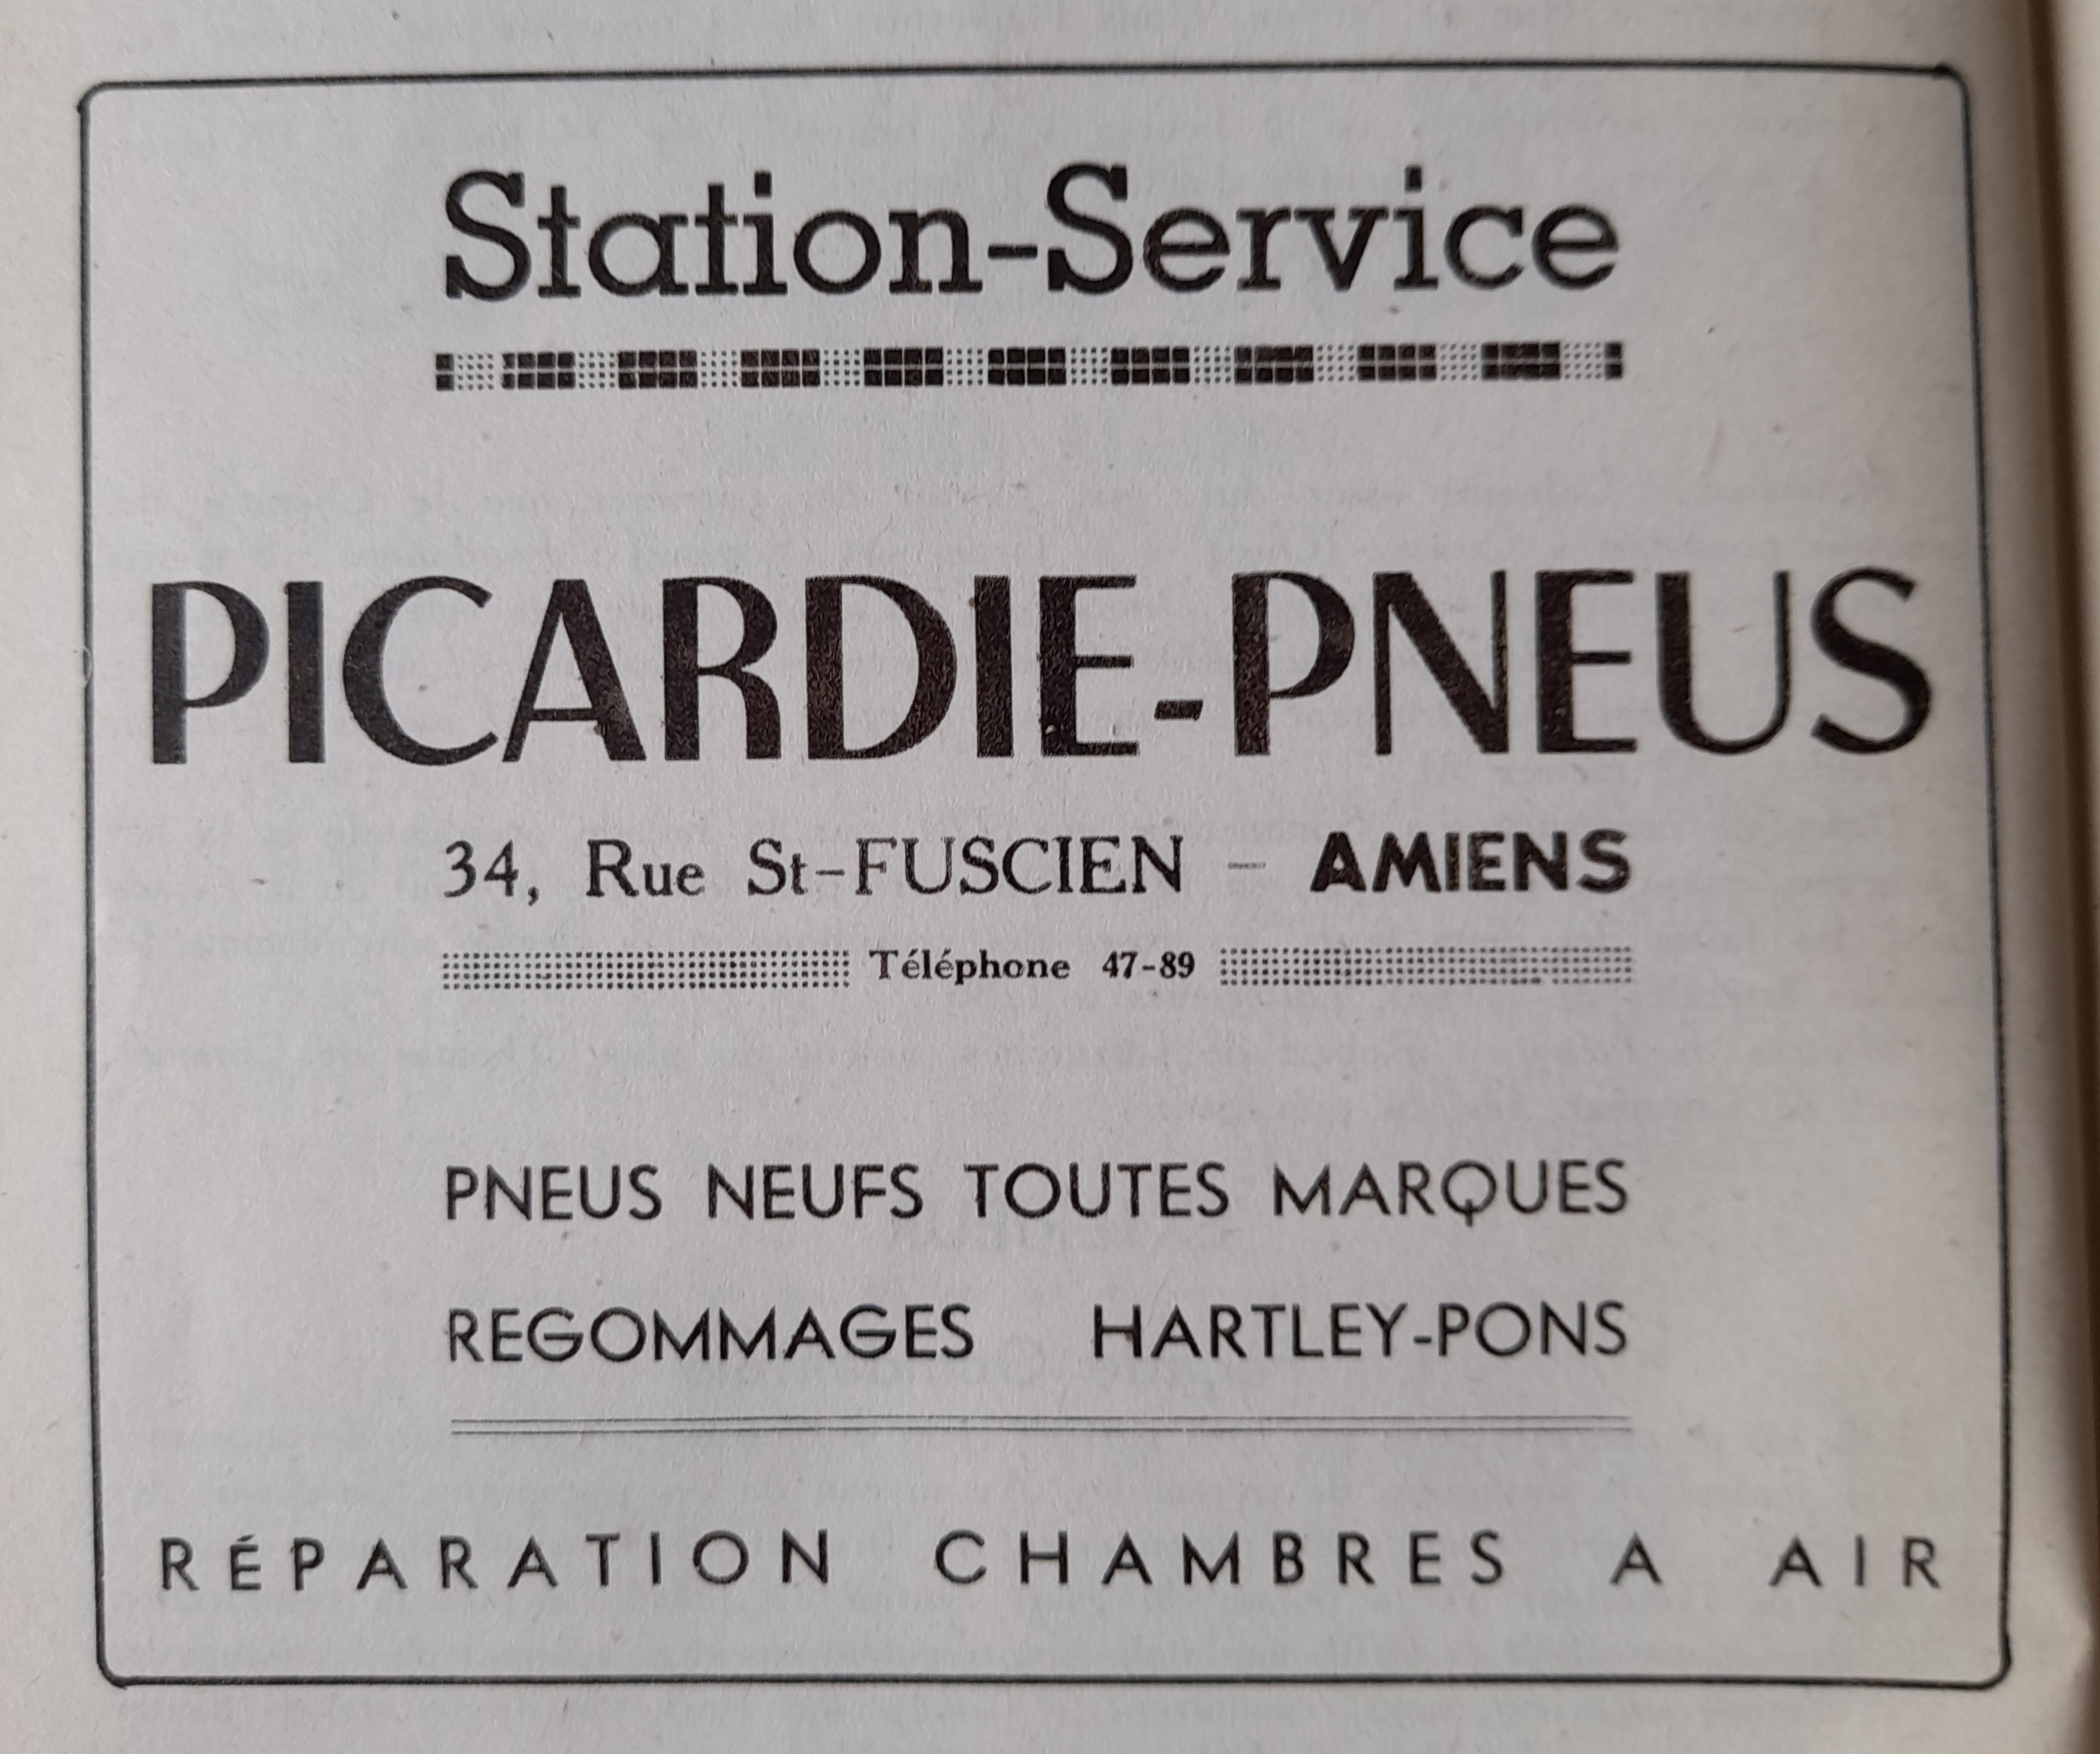 Station-Service
PICARDIE-PNEUS
34, Rue St-FUSCIEN - AMIENS
Téléphone 47-89
PNEUS NEUFS TOUTES MARQUES
REGOMMAGES HARTLEY-PONS
RÉPARATION CHAMBRES A AIR